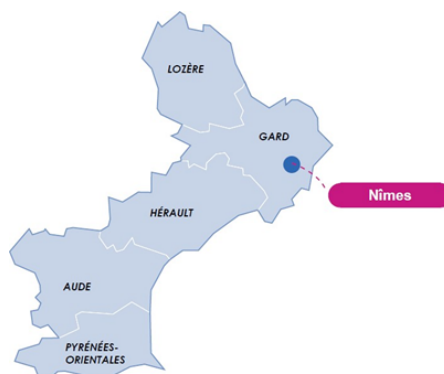 LOZÈRE
GARD
Nîmes
HÉRAULT
AUDE
PYRÉNÉES-
ORIENTALES